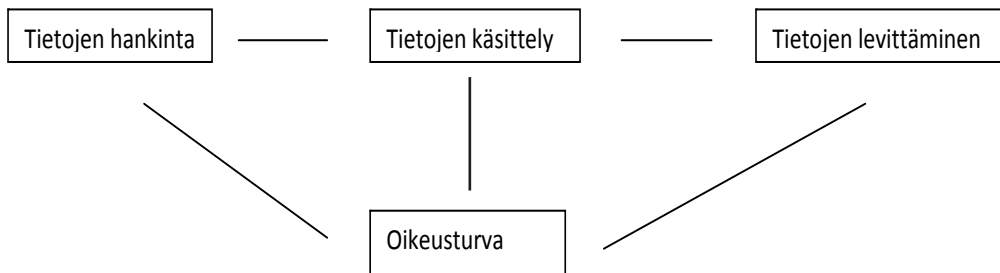 Tietojen hankinta
Tietojen käsittely
Tietojen levittäminen
Oikeusturva